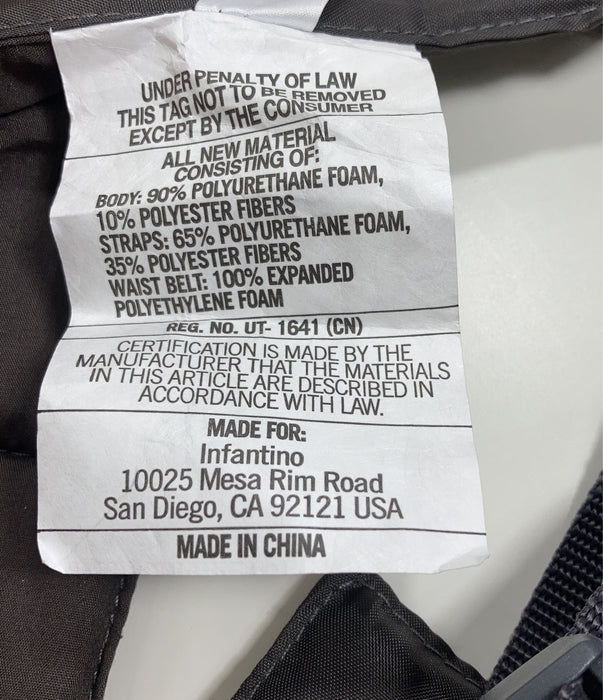 UNDER PENALTY OF LAW
THIS TAG NOT TO BE REMOVED
EXCEPT BY THE CONSUMER
ALL NEW MATERIAL
CONSISTING OF:
BODY: 90% POLYURETHANE FOAM,
10% POLYESTER FIBERS
STRAPS: 65% POLYURETHANE FOAM,
35% POLYESTER FIBERS
WAIST BELT: 100% EXPANDED
POLYETHYLENE FOAM
REG. NO. UT- 1641 (CN)
CERTIFICATION IS MADE BY THE
MANUFACTURER THAT THE MATERIALS
IN THIS ARTICLE ARE DESCRIBED IN
ACCORDANCE WITH LAW.
MADE FOR:
Infantino
10025 Mesa Rim Road
San Diego, CA 92121 USA
MADE IN CHINA